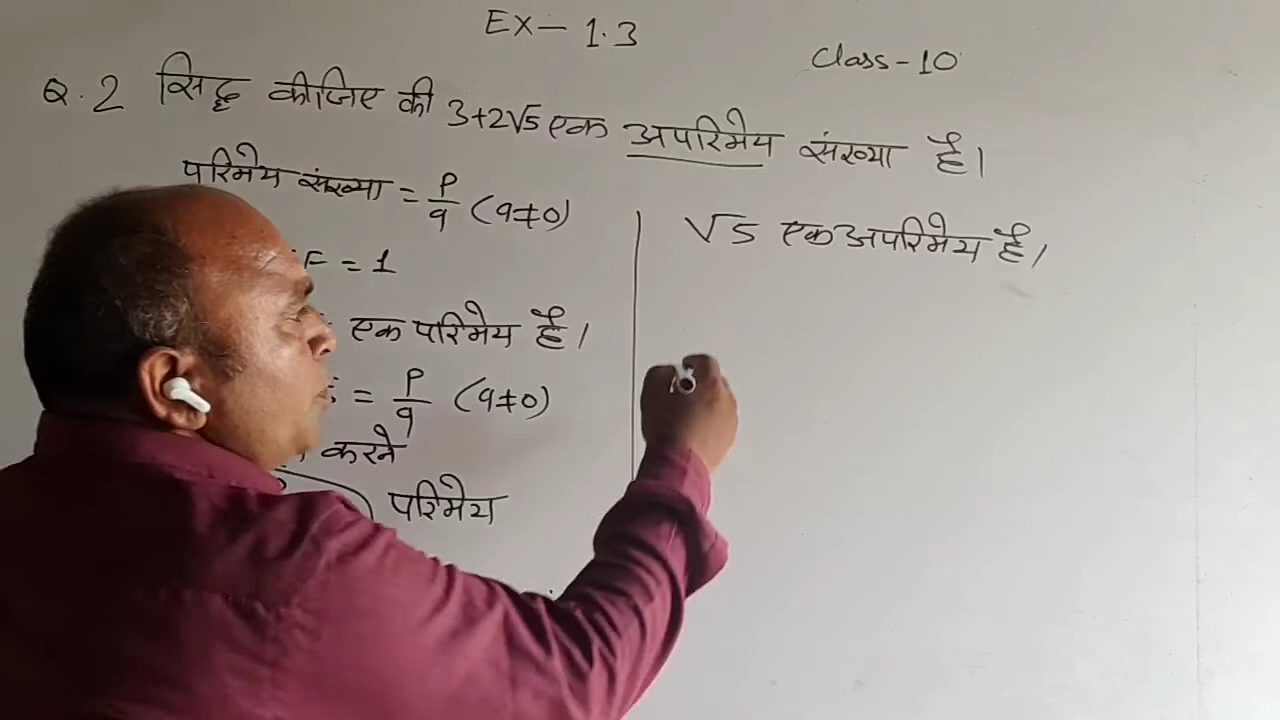 EX- 1.3
Class-10
Q.2 सिद्ध कीजिए की 3+2√5 एक अपरिमेय संख्या है।
परिमेय संख्या = p/q (q≠0)
= 1
एक परिमेय है।
= p/q (q≠0)
करने
परिमेय
√5 एक अपरिमेय है।